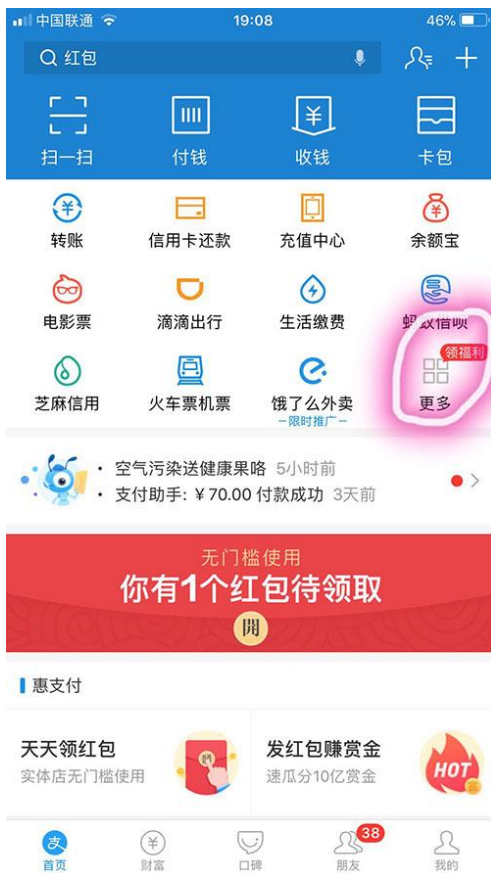 中国联通 19:08 46%
红包
扫一扫 付钱 收钱 卡包
转账 信用卡还款 充值中心 余额宝
电影票 滴滴出行 生活缴费 蚂蚁借呗
领福利
芝麻信用 火车票机票 饿了么外卖 更多
-限时推广-
· 空气污染送健康果咯 5小时前
· 支付助手: ¥70.00 付款成功 3天前
无门槛使用
你有1个红包待领取
開
惠支付
天天领红包 发红包赚赏金
实体店无门槛使用 速瓜分10亿赏金
HOT
支 38
首页 财富 口碑 朋友 我的